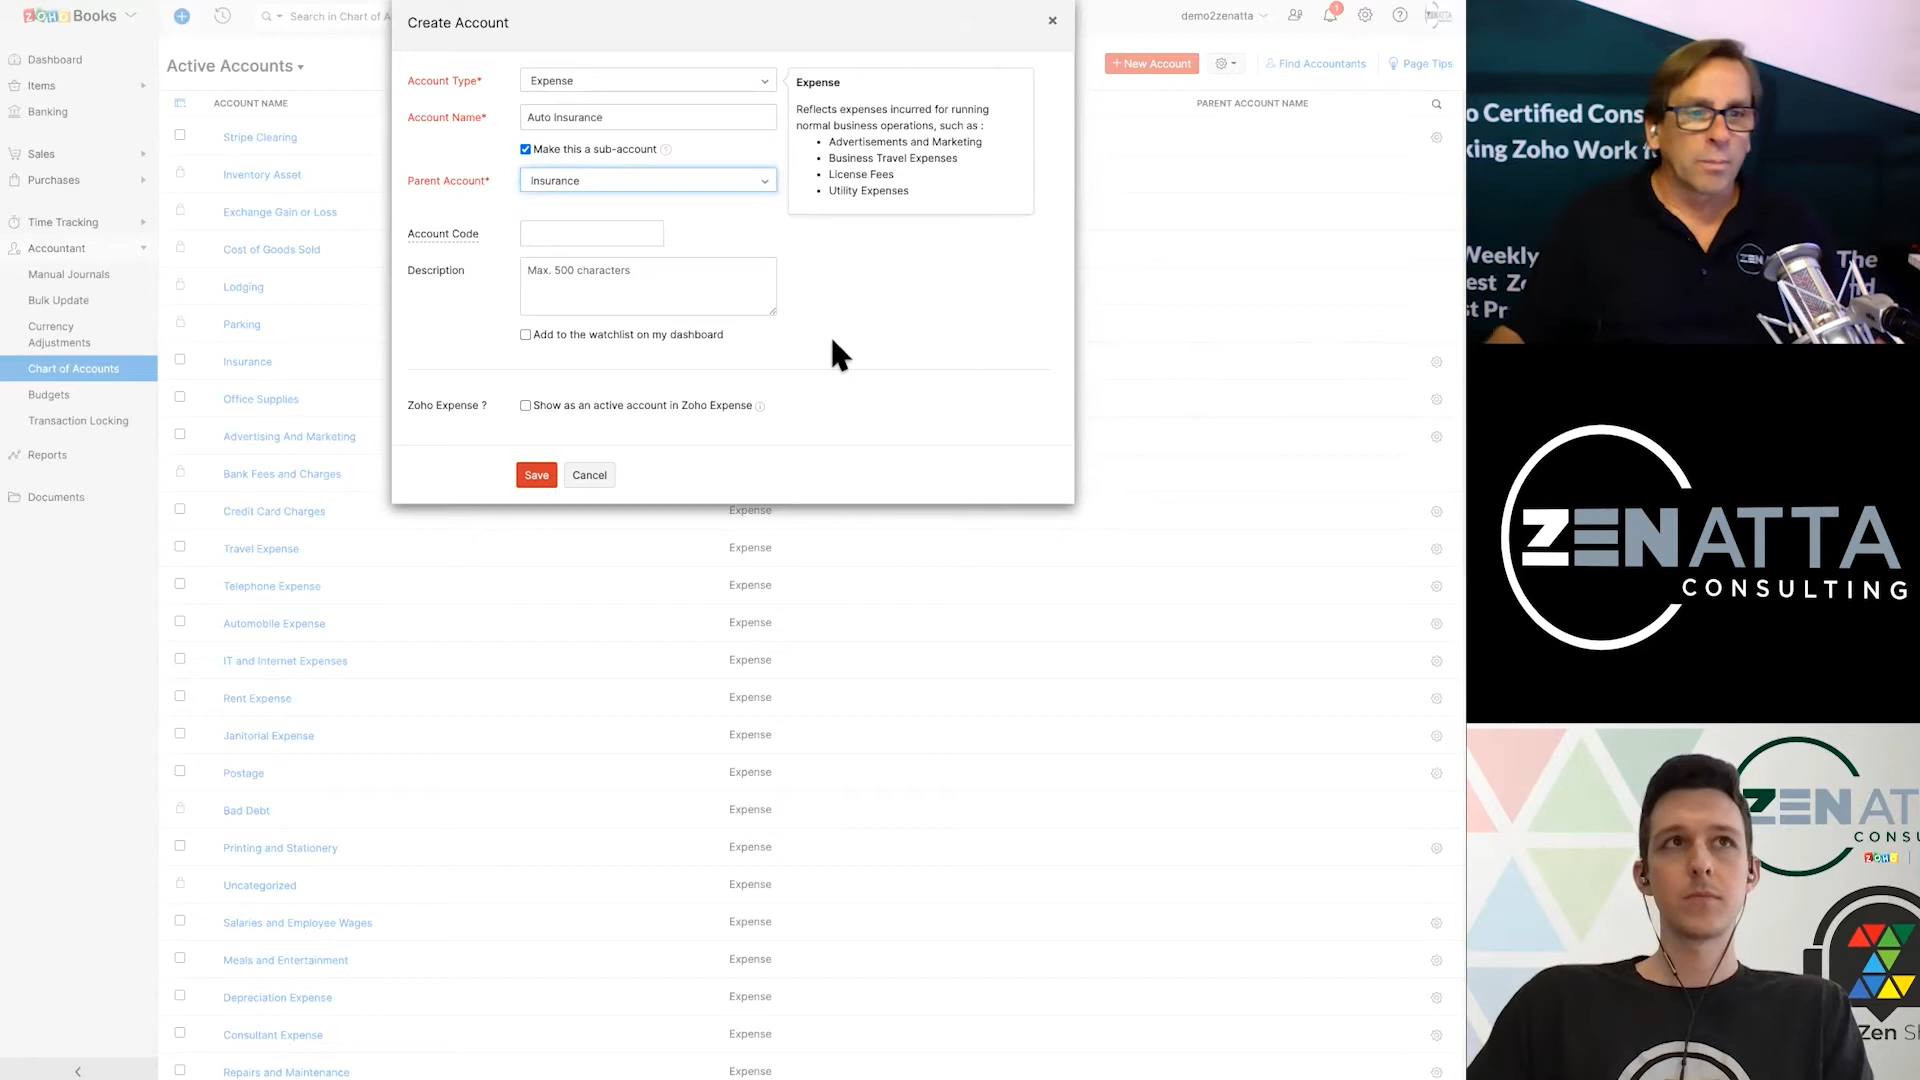 ZOHO Books
Search in Chart of A
Dashboard
Items
Banking
Sales
Purchases
Time Tracking
Accountant
Manual Journals
Bulk Update
Currency
Adjustments
Chart of Accounts
Budgets
Transaction Locking
Reports
Documents
Active Accounts
ACCOUNT NAME
Stripe Clearing
Inventory Asset
Exchange Gain or Loss
Cost of Goods Sold
Lodging
Parking
Insurance
Office Supplies
Advertising And Marketing
Bank Fees and Charges
Credit Card Charges Expense
Travel Expense Expense
Telephone Expense Expense
Automobile Expense Expense
IT and Internet Expenses Expense
Rent Expense Expense
Janitorial Expense Expense
Postage Expense
Bad Debt Expense
Printing and Stationery Expense
Uncategorized Expense
Salaries and Employee Wages Expense
Meals and Entertainment Expense
Depreciation Expense Expense
Consultant Expense Expense
Repairs and Maintenance Expense
Create Account
×
Account Type* Expense
Account Name* Auto Insurance
Make this a sub-account ?
Parent Account* Insurance
Account Code
Description Max. 500 characters
Add to the watchlist on my dashboard
Zoho Expense ? Show as an active account in Zoho Expense
Save Cancel
Expense
Reflects expenses incurred for running
normal business operations, such as :
• Advertisements and Marketing
• Business Travel Expenses
• License Fees
• Utility Expenses
demo2zenatta
1
?
ZENATTA
+ New Account
Find Accountants
Page Tips
PARENT ACCOUNT NAME
o Certified Cons
king Zoho Work f
Weekly
The
est Z
nd
st Pr
ZEN
ZENATTA
CONSULTING
ZENAT
CONSU
ZOHO
Zen Sh